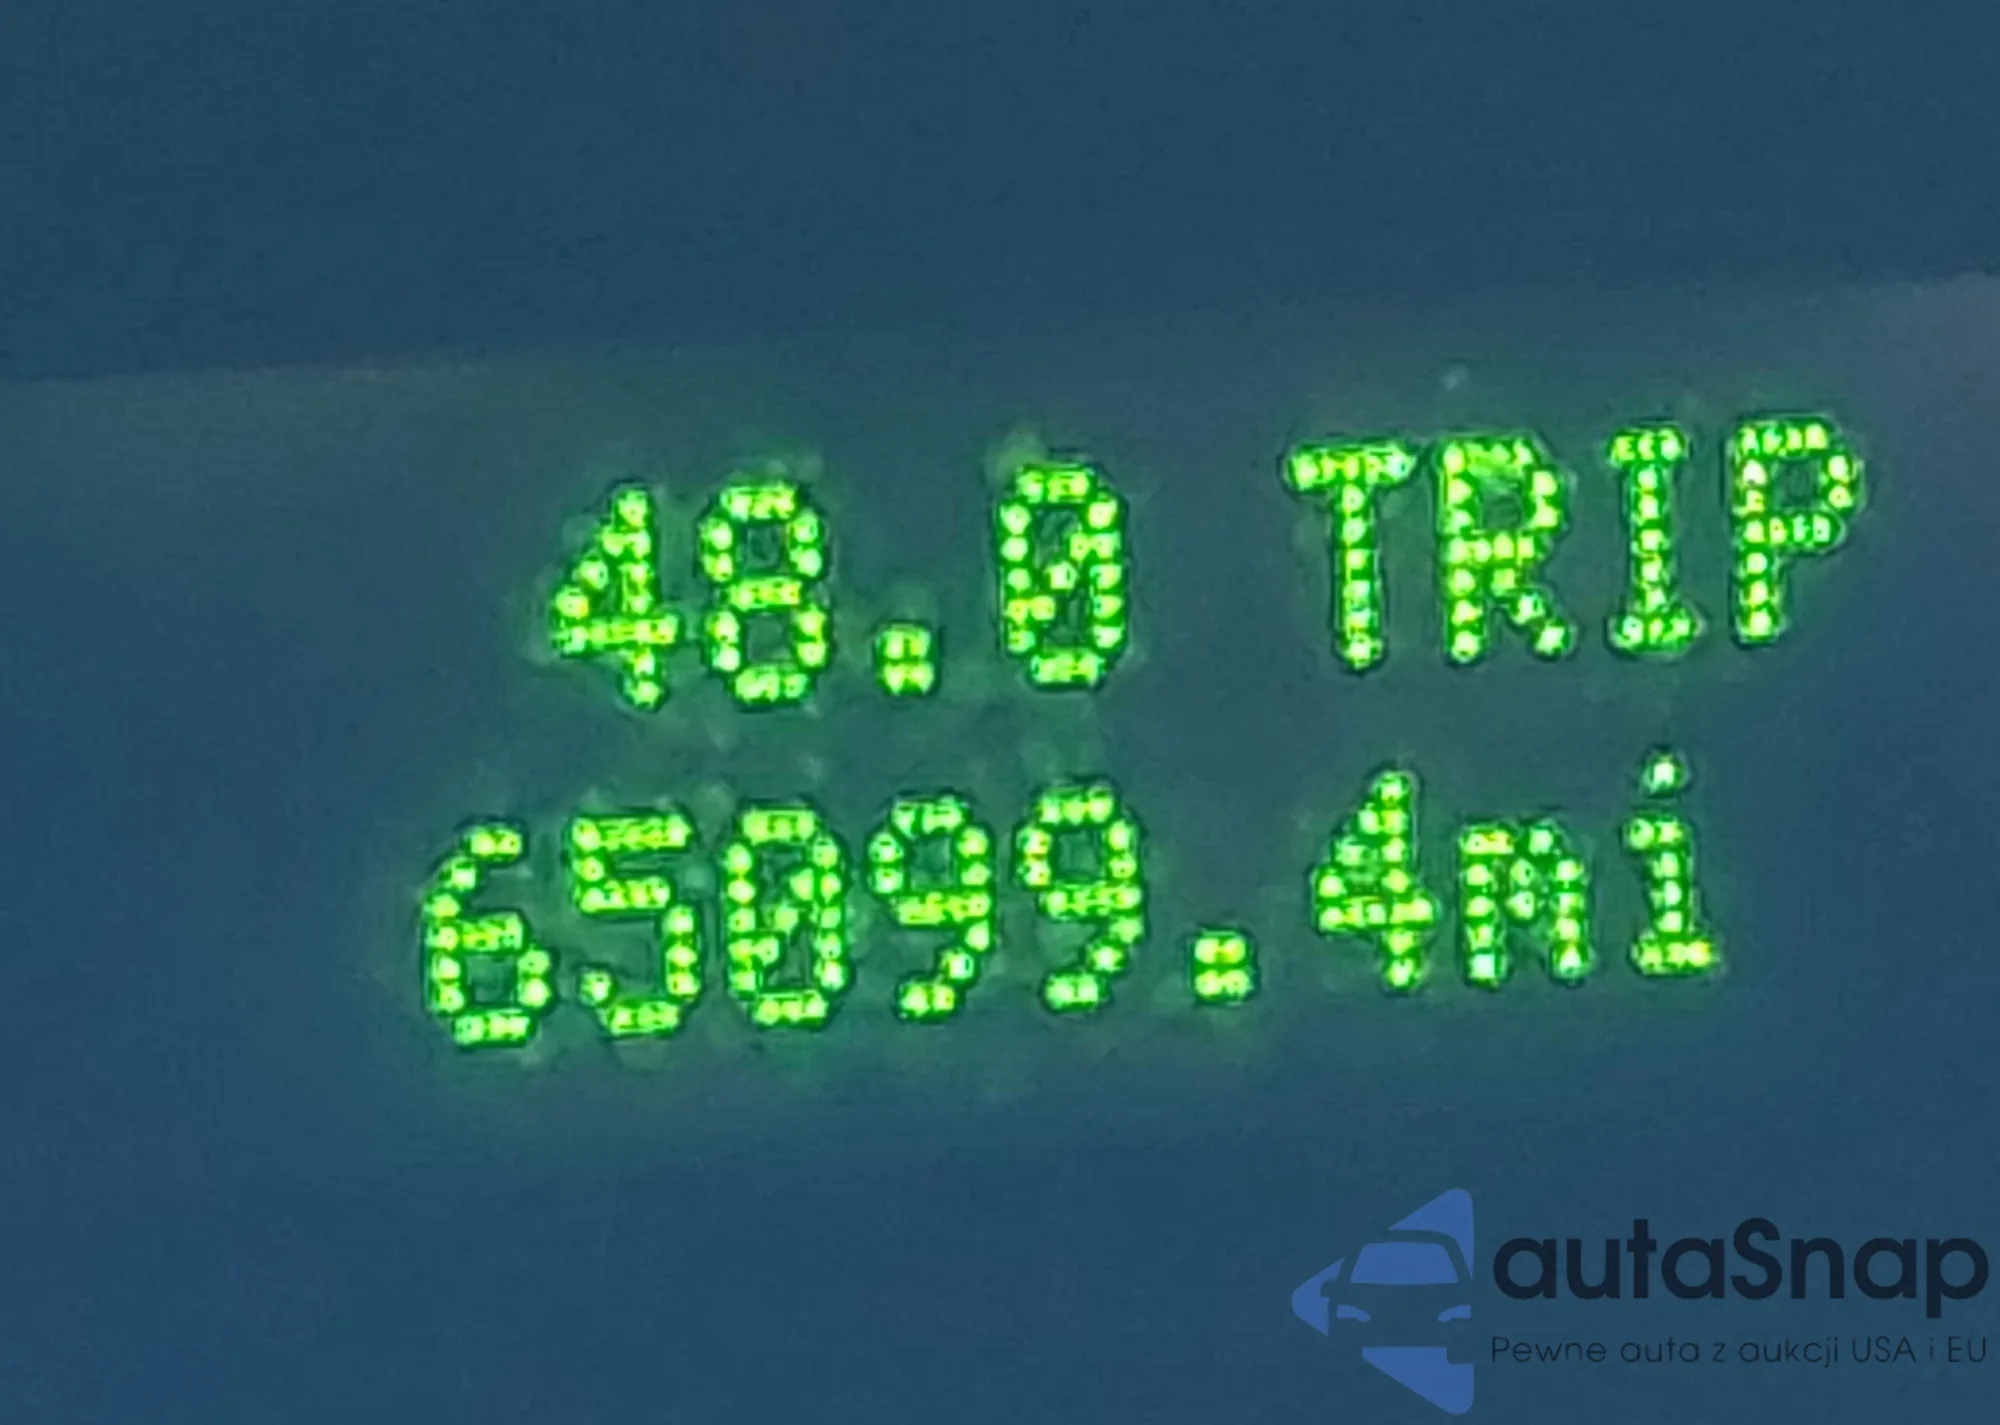 48.0 TRIP
65099.4mi
autaSnap
Pewne auta z aukcji USA i EU